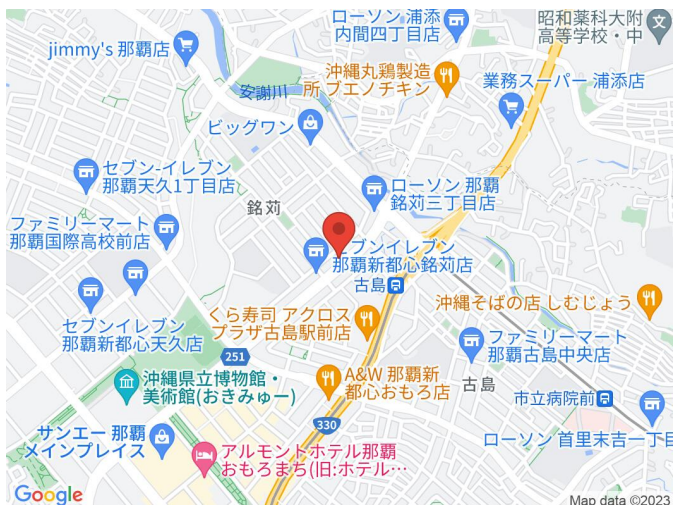 ローソン 浦添
内間四丁目店
昭和薬科大附
高等学校・中
jimmy's 那覇店
沖縄丸鶏製造
所 ブエノチキン
安謝川
業務スーパー 浦添店
ビッグワン
セブン-イレブン
那覇天久1丁目店
ローソン 那覇
銘苅三丁目店
銘苅
ファミリーマート
那覇国際高校前店
セブンイレブン
那覇新都心銘苅店
古島
くら寿司 アクロス
プラザ古島駅前店
沖縄そばの店 しむじょう
セブンイレブン
那覇新都心天久店
ファミリーマート
那覇古島中央店
251
沖縄県立博物館・
美術館(おきみゅー)
A&W 那覇新
都心おもろ店
古島
市立病院前
330
サンエー 那覇
メインプレイス
アルモントホテル那覇
おもろまち(旧:ホテル…
ローソン 首里末吉一丁目
Google
Map data ©2023